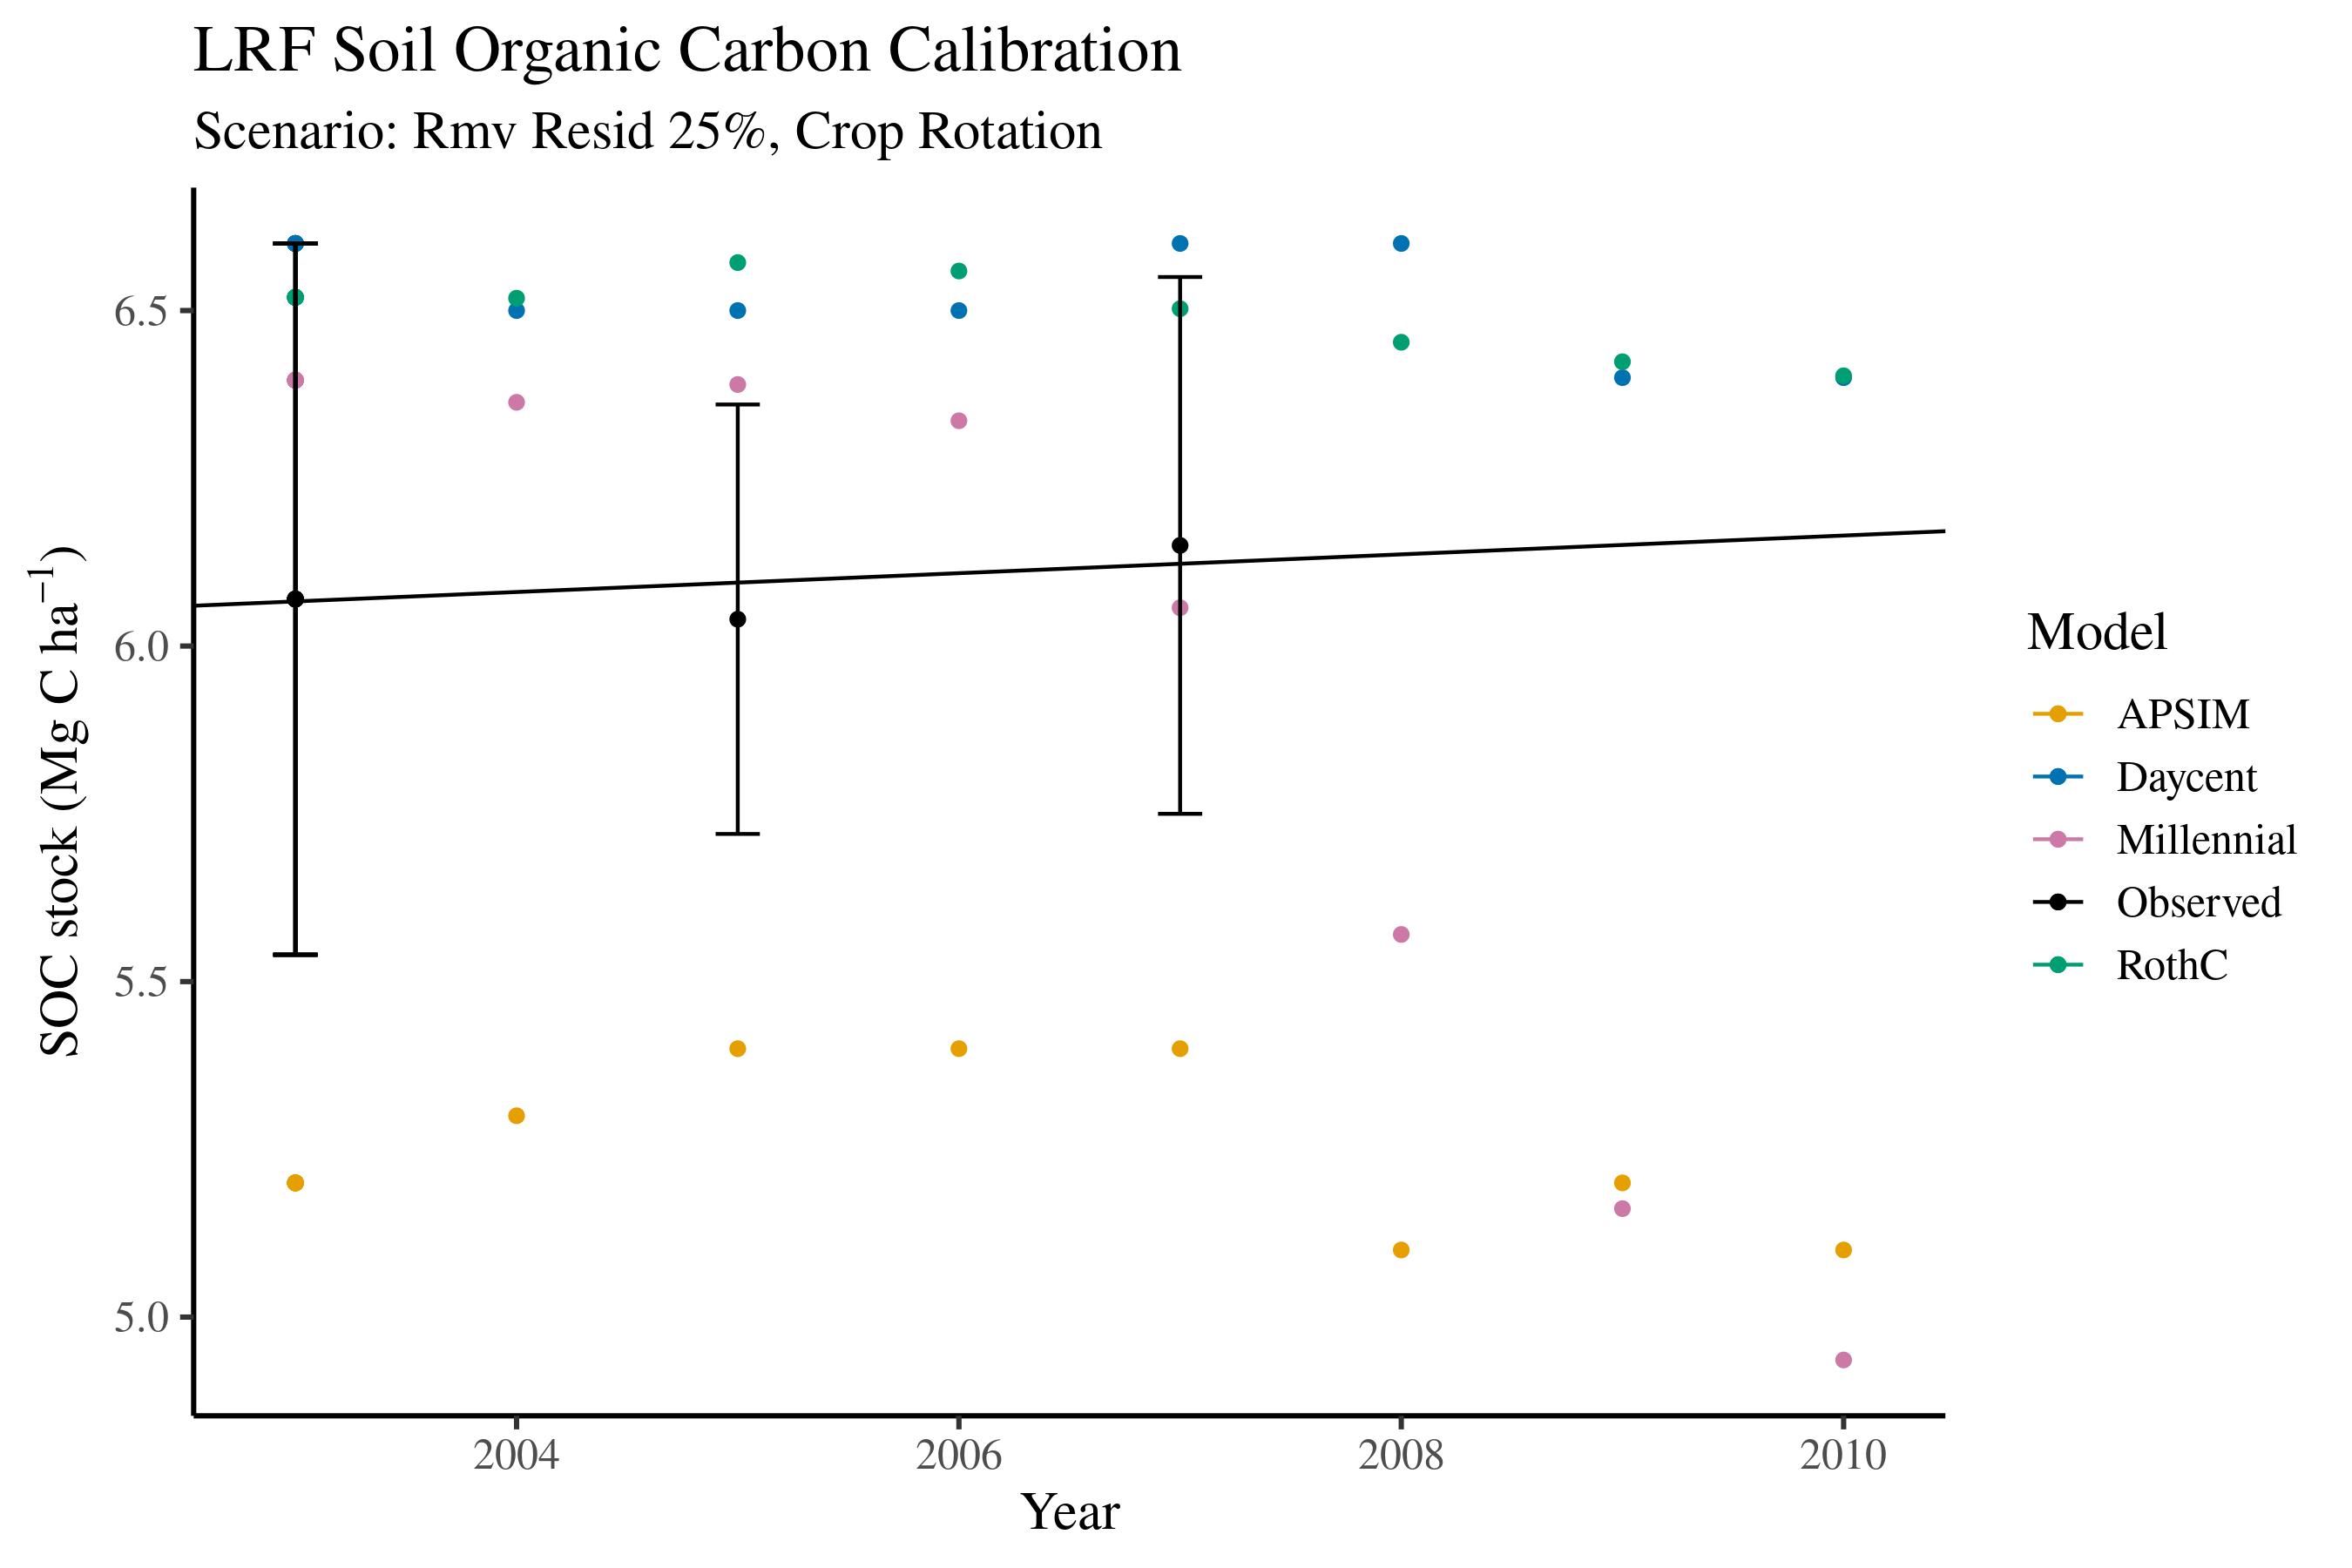 LRF Soil Organic Carbon Calibration
Scenario: Rmv Resid 25%, Crop Rotation
SOC stock (Mg C ha⁻¹)
6.5
6.0
5.5
5.0
2004
2006
2008
2010
Year
Model
APSIM
Daycent
Millennial
Observed
RothC